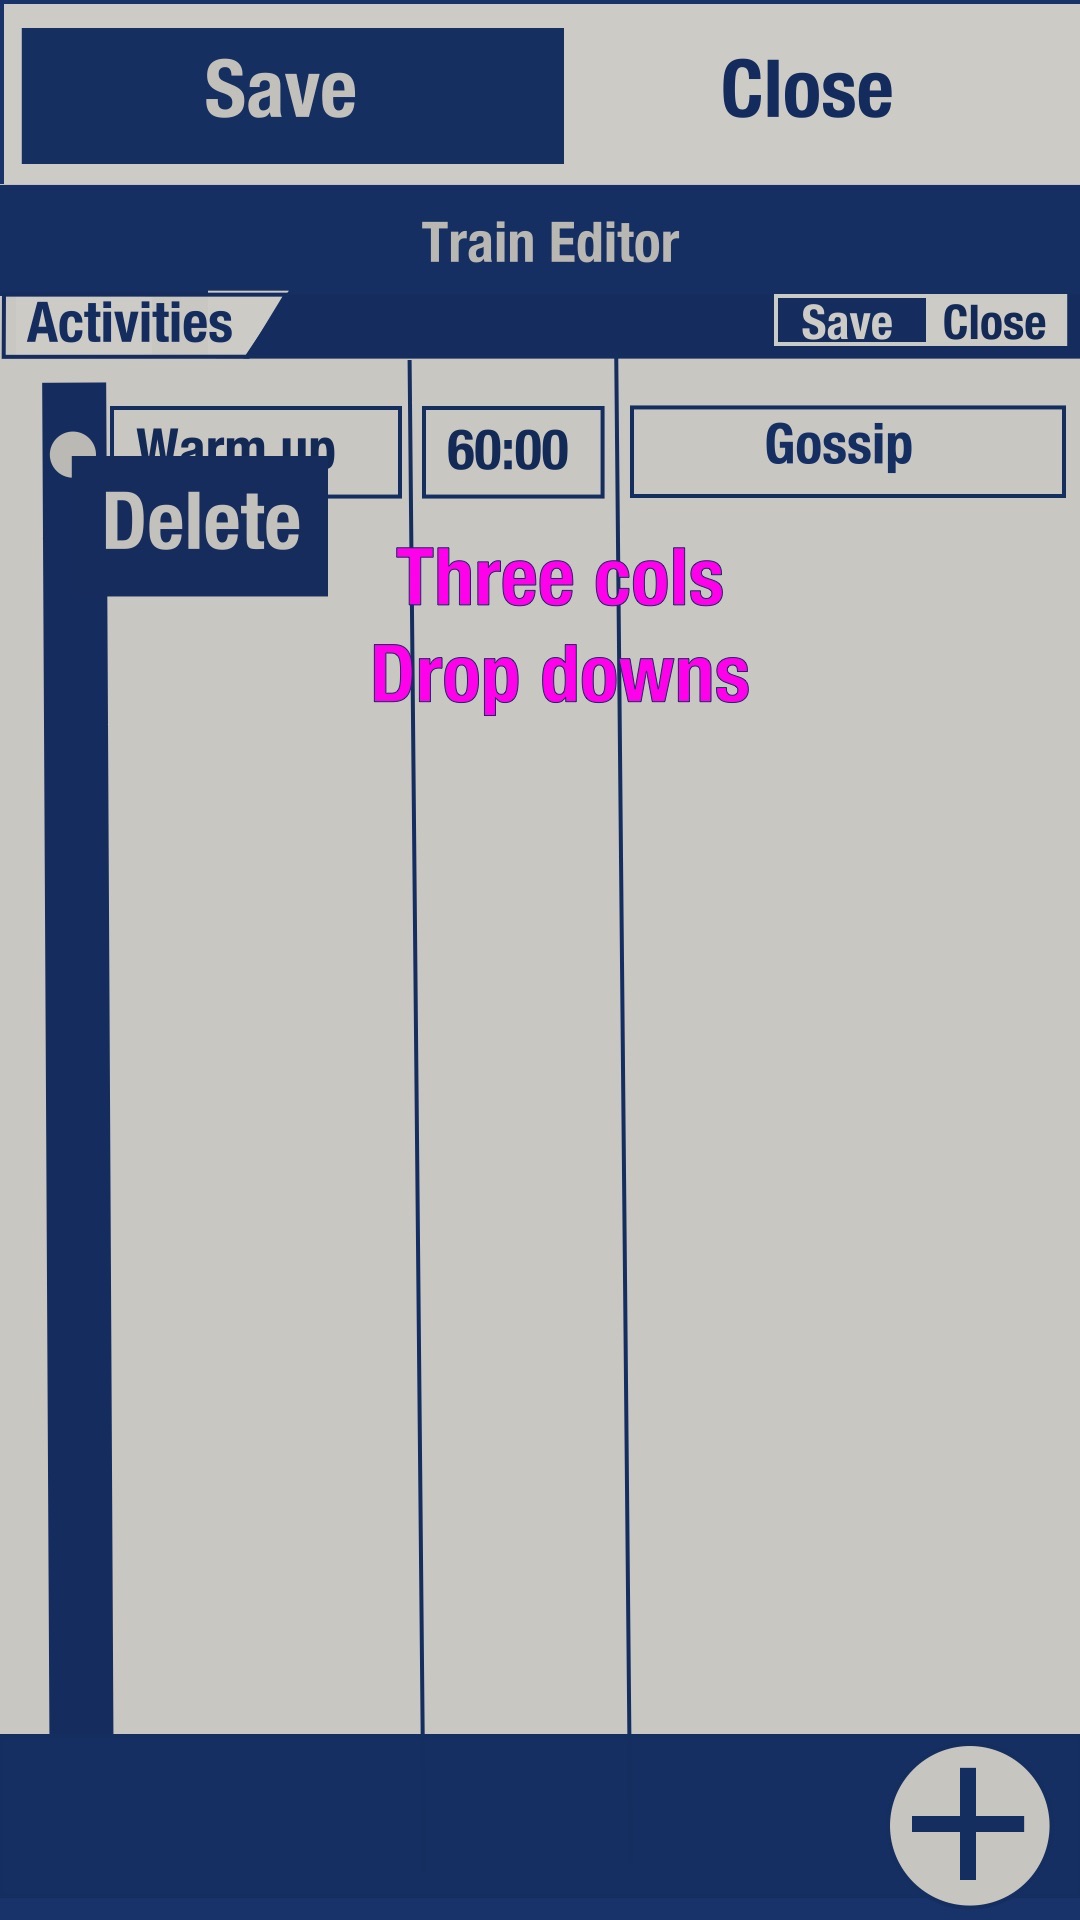 Save Close
Train Editor
Activities Save Close
Warm up 60:00 Gossip
Delete
Three cols
Drop downs